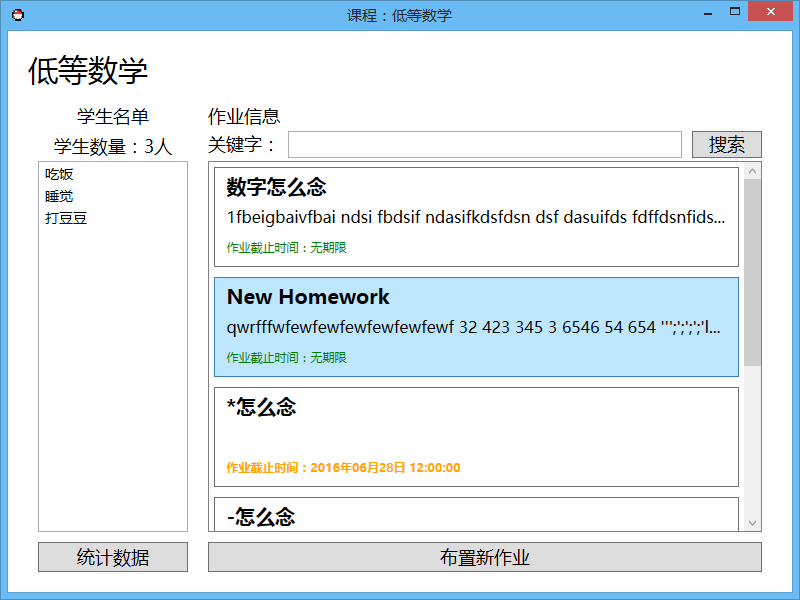 课程：低等数学
低等数学
学生名单
学生数量：3人
吃饭
睡觉
打豆豆
统计数据
作业信息
关键字：
搜索
数字怎么念
1fbeigbaivfbai ndsi fbdsif ndasifkdsfdsn dsf dasuifds fdffdsnfids...
作业截止时间：无期限
New Homework
qwrfffwfewfewfewfewfewfewf 32 423 345 3 6546 54 654 ''';';';';'l...
作业截止时间：无期限
*怎么念
作业截止时间：2016年06月28日 12:00:00
-怎么念
布置新作业